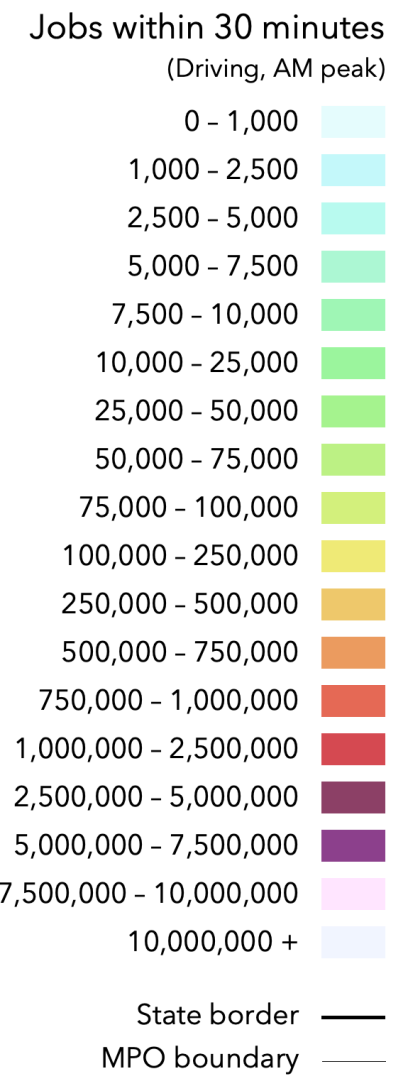 Jobs within 30 minutes
(Driving, AM peak)
0 – 1,000
1,000 – 2,500
2,500 – 5,000
5,000 – 7,500
7,500 – 10,000
10,000 – 25,000
25,000 – 50,000
50,000 – 75,000
75,000 – 100,000
100,000 – 250,000
250,000 – 500,000
500,000 – 750,000
750,000 – 1,000,000
1,000,000 – 2,500,000
2,500,000 – 5,000,000
5,000,000 – 7,500,000
7,500,000 – 10,000,000
10,000,000 +
State border
MPO boundary